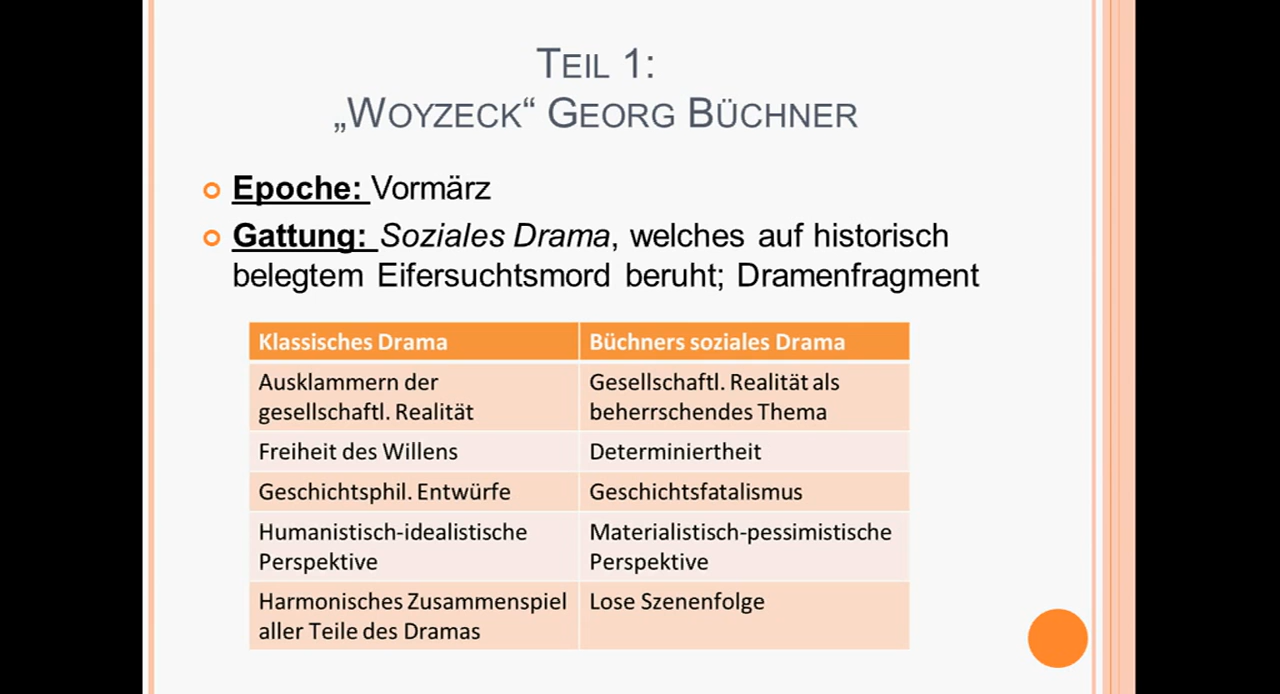 TEIL 1:
„WOYZECK“ GEORG BÜCHNER
Epoche: Vormärz
Gattung: Soziales Drama, welches auf historisch
belegtem Eifersuchtsmord beruht; Dramenfragment
Klassisches Drama
Büchners soziales Drama
Ausklammern der
gesellschaftl. Realität
Gesellschaftl. Realität als
beherrschendes Thema
Freiheit des Willens
Determiniertheit
Geschichtsphil. Entwürfe
Geschichtsfatalismus
Humanistisch-idealistische
Perspektive
Materialistisch-pessimistische
Perspektive
Harmonisches Zusammenspiel
aller Teile des Dramas
Lose Szenenfolge